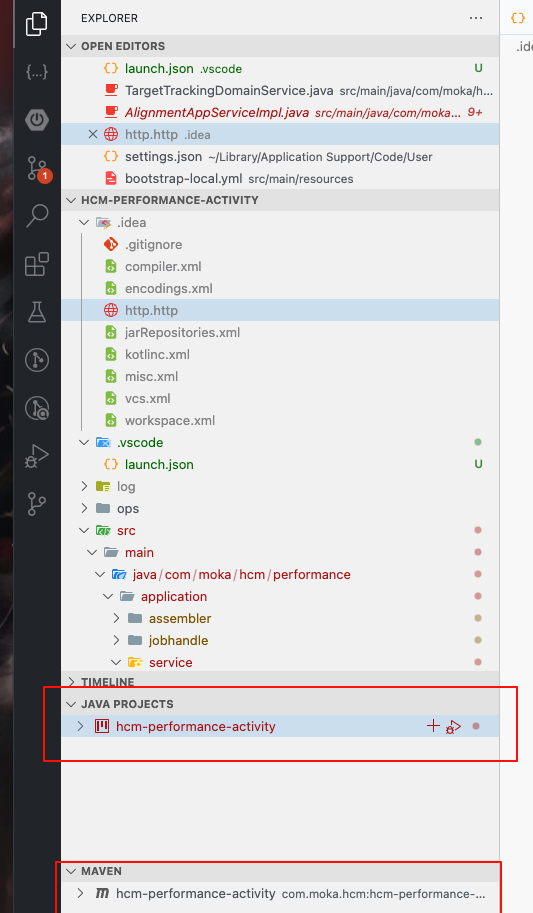 EXPLORER ...
OPEN EDITORS
{} launch.json .vscode U
TargetTrackingDomainService.java src/main/java/com/moka/h...
AlignmentAppServiceImpl.java src/main/java/com/moka... 9+
http.http .idea
{} settings.json ~/Library/Application Support/Code/User
bootstrap-local.yml src/main/resources
HCM-PERFORMANCE-ACTIVITY
.idea
.gitignore
compiler.xml
encodings.xml
http.http
jarRepositories.xml
kotlinc.xml
misc.xml
vcs.xml
workspace.xml
.vscode
{} launch.json U
log
ops
src
main
java/com/moka/hcm/performance
application
assembler
jobhandle
service
TIMELINE
JAVA PROJECTS
hcm-performance-activity
MAVEN
m hcm-performance-activity com.moka.hcm:hcm-performance-...
{...}
1
{}
.ide